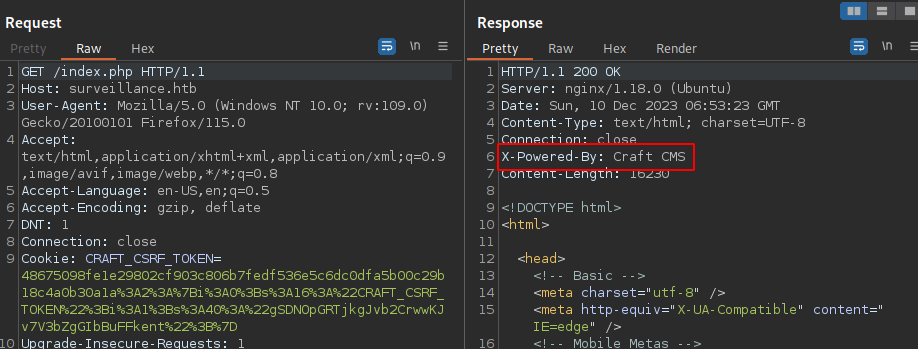 Request
Pretty Raw Hex
\n
1 GET /index.php HTTP/1.1
2 Host: surveillance.htb
3 User-Agent: Mozilla/5.0 (Windows NT 10.0; rv:109.0)
Gecko/20100101 Firefox/115.0
4 Accept:
text/html,application/xhtml+xml,application/xml;q=0.9
,image/avif,image/webp,*/*;q=0.8
5 Accept-Language: en-US,en;q=0.5
6 Accept-Encoding: gzip, deflate
7 DNT: 1
8 Connection: close
9 Cookie: CRAFT_CSRF_TOKEN=
48675098fe1e29802cf903c806b7fedf536e5c6dc0dfa5b00c29b
18c4a0b30a1a%3A2%3A%7Bi%3A0%3Bs%3A16%3A%22CRAFT_CSRF_
TOKEN%22%3Bi%3A1%3Bs%3A40%3A%22gSDNOpGRTjkgJvb2CrwwKJ
v7V3bZgGIbBuFFkent%22%3B%7D
10 Upgrade-Insecure-Requests: 1
Response
Pretty Raw Hex Render
\n
1 HTTP/1.1 200 OK
2 Server: nginx/1.18.0 (Ubuntu)
3 Date: Sun, 10 Dec 2023 06:53:23 GMT
4 Content-Type: text/html; charset=UTF-8
5 Connection: close
6 X-Powered-By: Craft CMS
7 Content-Length: 16230
8
9 <!DOCTYPE html>
10 <html>
11
12 <head>
13 <!-- Basic -->
14 <meta charset="utf-8" />
15 <meta http-equiv="X-UA-Compatible" content="
IE=edge" />
16 <!-- Mobile Metas -->